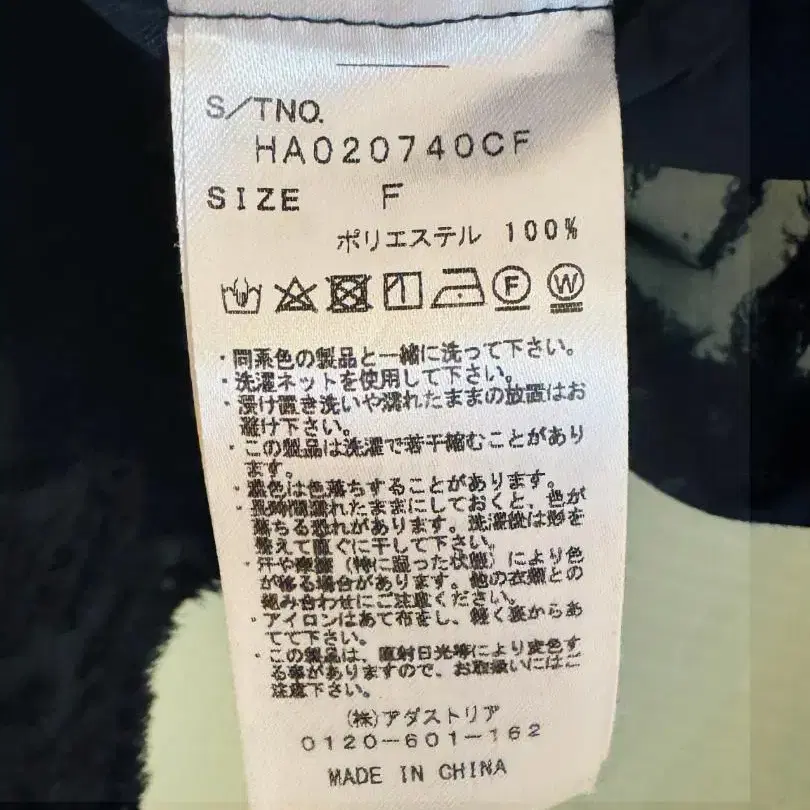 S/TNO.
HA020740CF
SIZE F
ポリエステル 100%
F W
・同系色の製品と一緒に洗って下さい。
・洗濯ネットを使用して下さい。
・浸け置き洗いや濡れたままの放置はお
避け下さい。
・この製品は洗濯で若干縮むことがあり
ます。
・濃色は色落ちすることがあります。
・長時間濡れたままにしておくと、色が
落ちる恐れがあります。洗濯後は形を
整えて直ぐに干して下さい。
・汗や摩擦（特に湿った状態）により色
が移る場合があります。他の衣類との
組み合わせにご注意ください。
・アイロンはあて布をし、軽く裏からあ
てて下さい。
・この製品は、直射日光等により変色す
る事がありますので、お取扱いにはご
注意下さい。
(株)アダストリア
0120-601-162
MADE IN CHINA